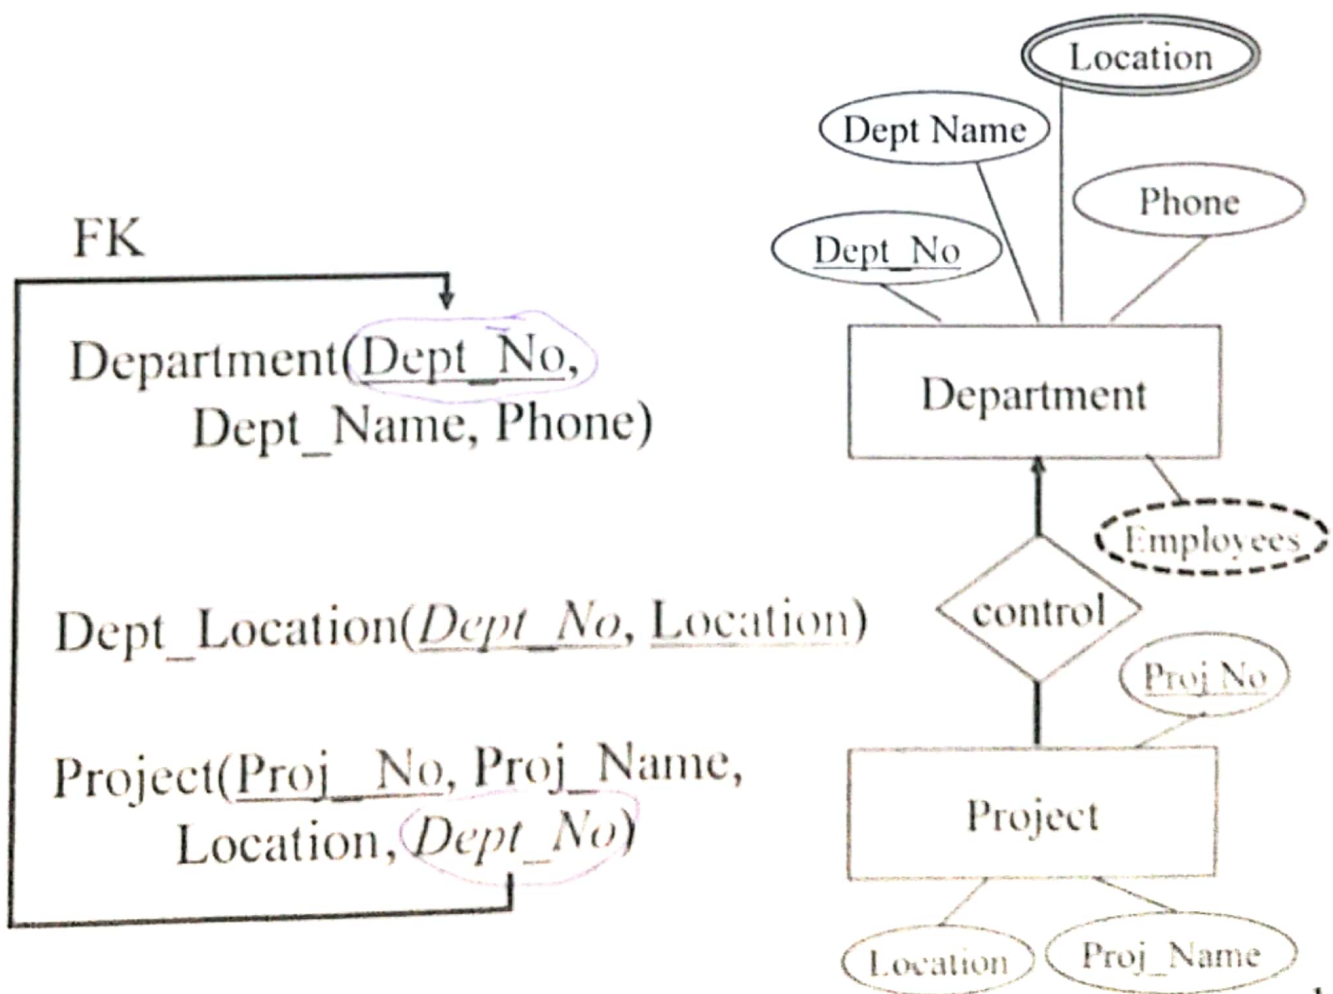 FK
Department(Dept_No,
Dept_Name, Phone)
Dept_Location(Dept_No, Location)
Project(Proj_No, Proj_Name,
Location, Dept_No)
Location
Dept Name
Phone
Dept_No
Department
Employees
control
Proj No
Project
Location
Proj_Name